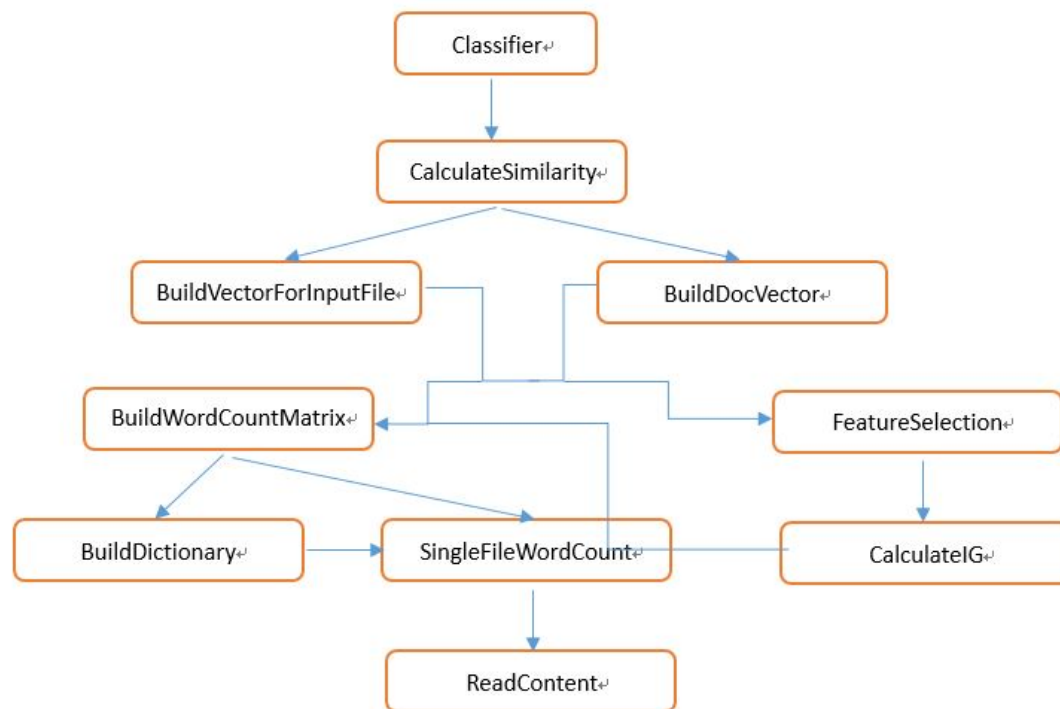 Classifier
CalculateSimilarity
BuildVectorForInputFile
BuildDocVector
BuildWordCountMatrix
FeatureSelection
BuildDictionary
SingleFileWordCount
CalculateIG
ReadContent